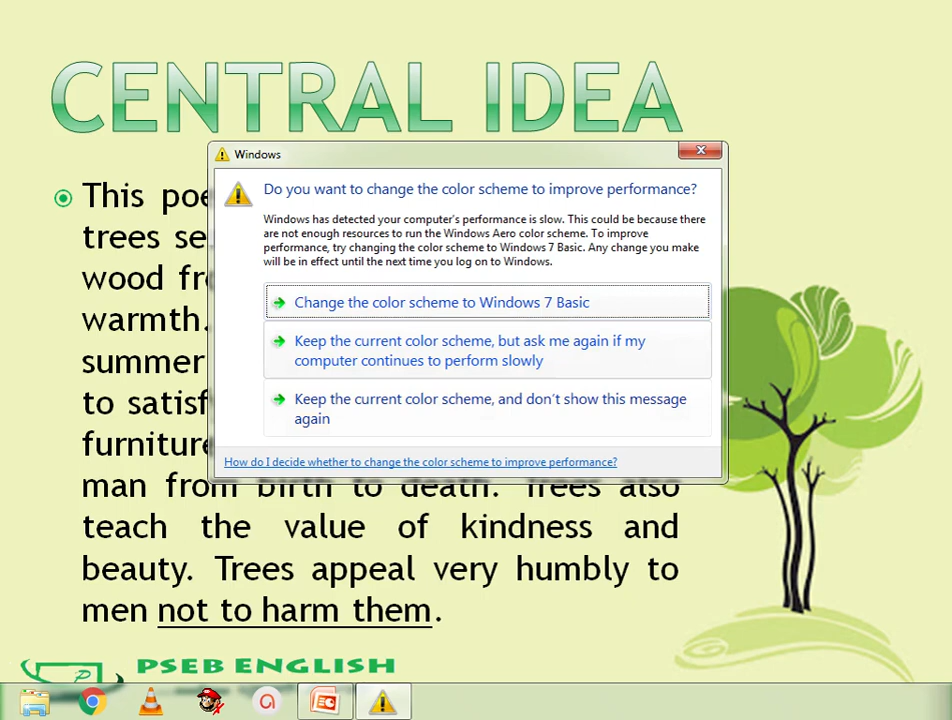 CENTRAL IDEA
Windows
Do you want to change the color scheme to improve performance?
Windows has detected your computer's performance is slow. This could be because there
are not enough resources to run the Windows Aero color scheme. To improve
performance, try changing the color scheme to Windows 7 Basic. Any change you make
will be in effect until the next time you log on to Windows.
Change the color scheme to Windows 7 Basic
Keep the current color scheme, but ask me again if my
computer continues to perform slowly
Keep the current color scheme, and don't show this message
again
How do I decide whether to change the color scheme to improve performance?
This
trees
wood
warmth.
summer
to
furniture
man from birth to death. Trees also
teach the value of kindness and
beauty. Trees appeal very humbly to
men not to harm them.
PSEB ENGLISH